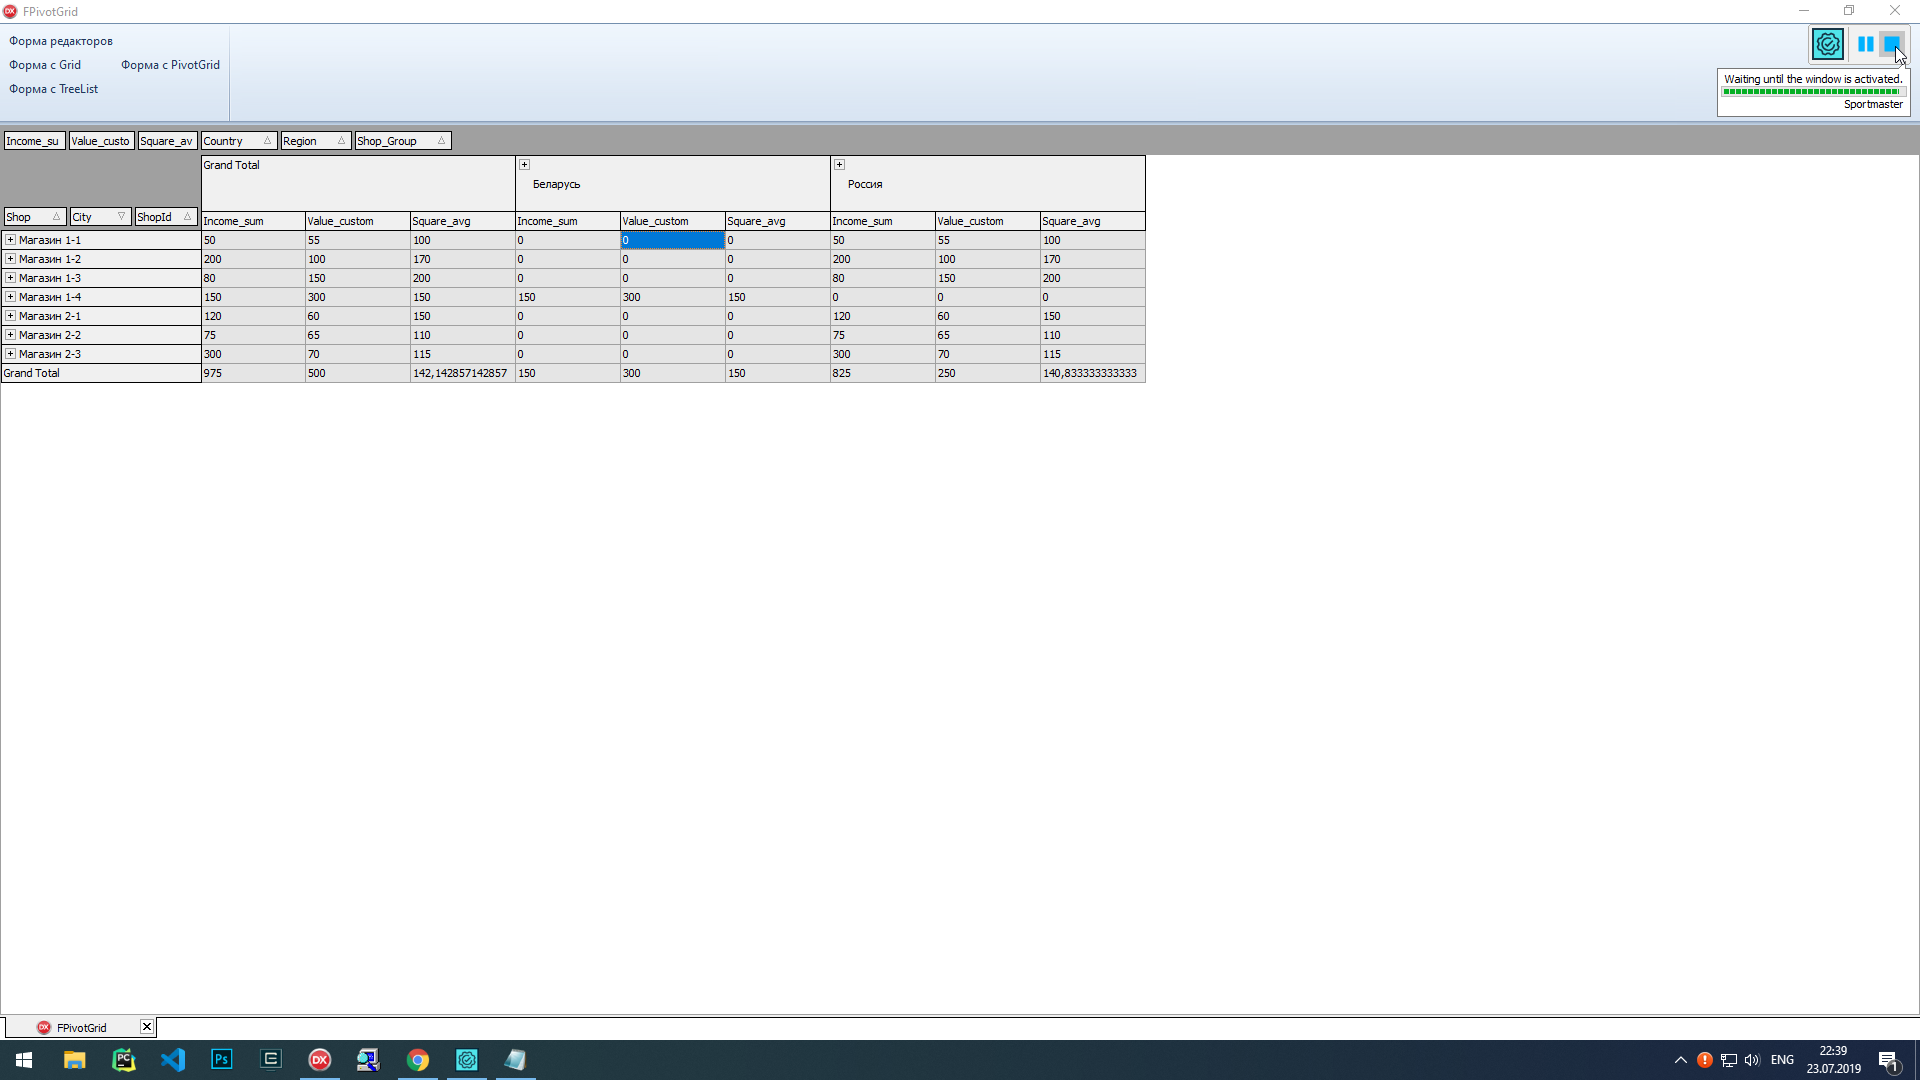 FPivotGrid
Форма редакторов
Форма с Grid Форма с PivotGrid
Форма с TreeList
Waiting until the window is activated.
Sportmaster
Income_su Value_custo Square_av Country Region Shop_Group
Grand Total
Беларусь Россия
Shop City ShopId Income_sum Value_custom Square_avg Income_sum Value_custom Square_avg Income_sum Value_custom Square_avg
Магазин 1-1 50 55 100 0 0 0 50 55 100
Магазин 1-2 200 100 170 0 0 0 200 100 170
Магазин 1-3 80 150 200 0 0 0 80 150 200
Магазин 1-4 150 300 150 150 300 150 0 0 0
Магазин 2-1 120 60 150 0 0 0 120 60 150
Магазин 2-2 75 65 110 0 0 0 75 65 110
Магазин 2-3 300 70 115 0 0 0 300 70 115
Grand Total 975 500 142,142857142857 150 300 150 825 250 140,833333333333
FPivotGrid
PC Ps DX ENG 22:39
23.07.2019 1